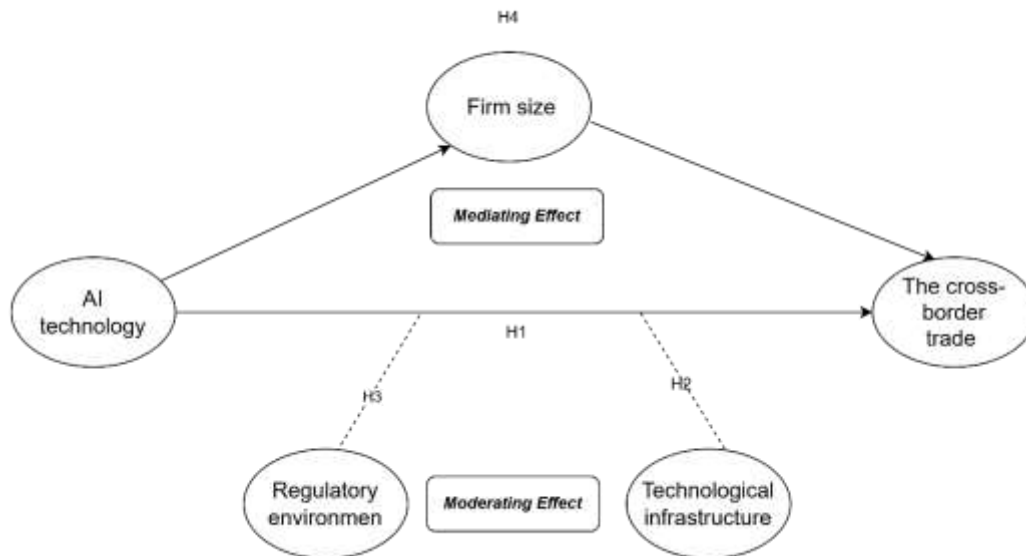 H4
Firm size
Mediating Effect
AI
technology
The cross-
border
trade
H1
H3
H2
Regulatory
environmen
Moderating Effect
Technological
infrastructure